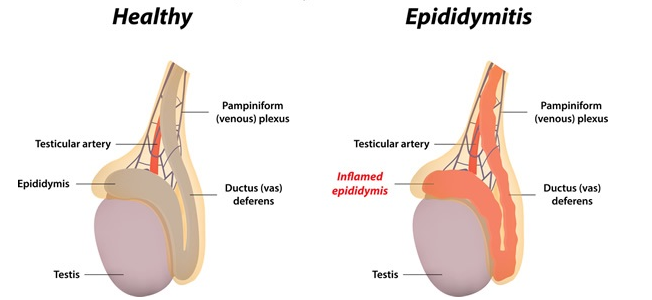 Healthy
Pampiniform
(venous) plexus
Testicular artery
Epididymis
Ductus (vas)
deferens
Testis
Epididymitis
Pampiniform
(venous) plexus
Testicular artery
Inflamed
epididymis
Ductus (vas)
deferens
Testis